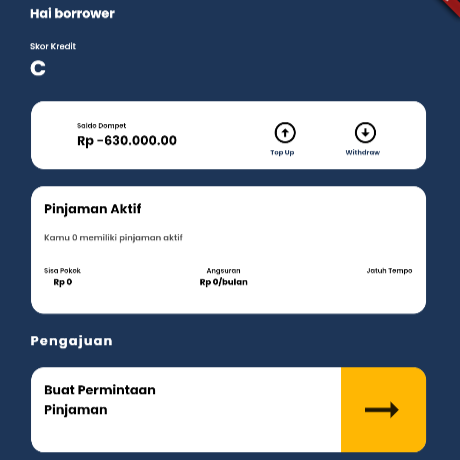 Hai borrower
Skor Kredit
C
Saldo Dompet
Rp -630.000.00
Top Up
Withdraw
Pinjaman Aktif
Kamu 0 memiliki pinjaman aktif
Sisa Pokok
Angsuran
Jatuh Tempo
Rp 0
Rp 0/bulan
Pengajuan
Buat Permintaan
Pinjaman